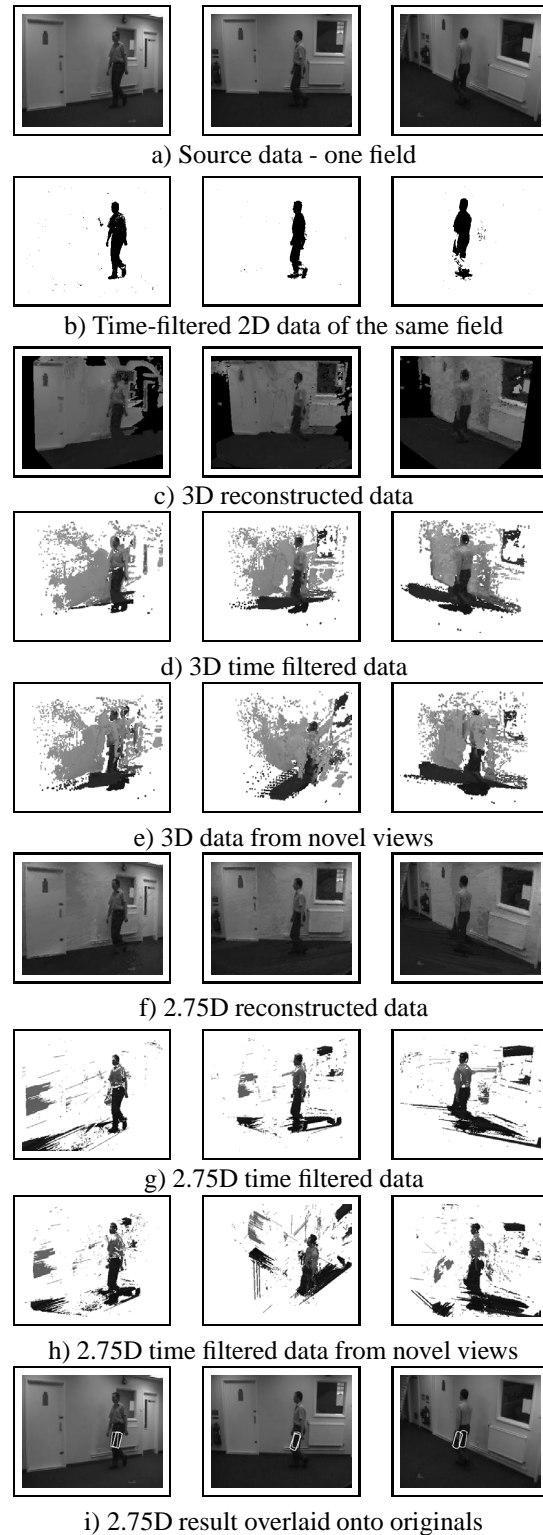 a) Source data - one field
b) Time-filtered 2D data of the same field
c) 3D reconstructed data
d) 3D time filtered data
e) 3D data from novel views
f) 2.75D reconstructed data
g) 2.75D time filtered data
h) 2.75D time filtered data from novel views
i) 2.75D result overlaid onto originals